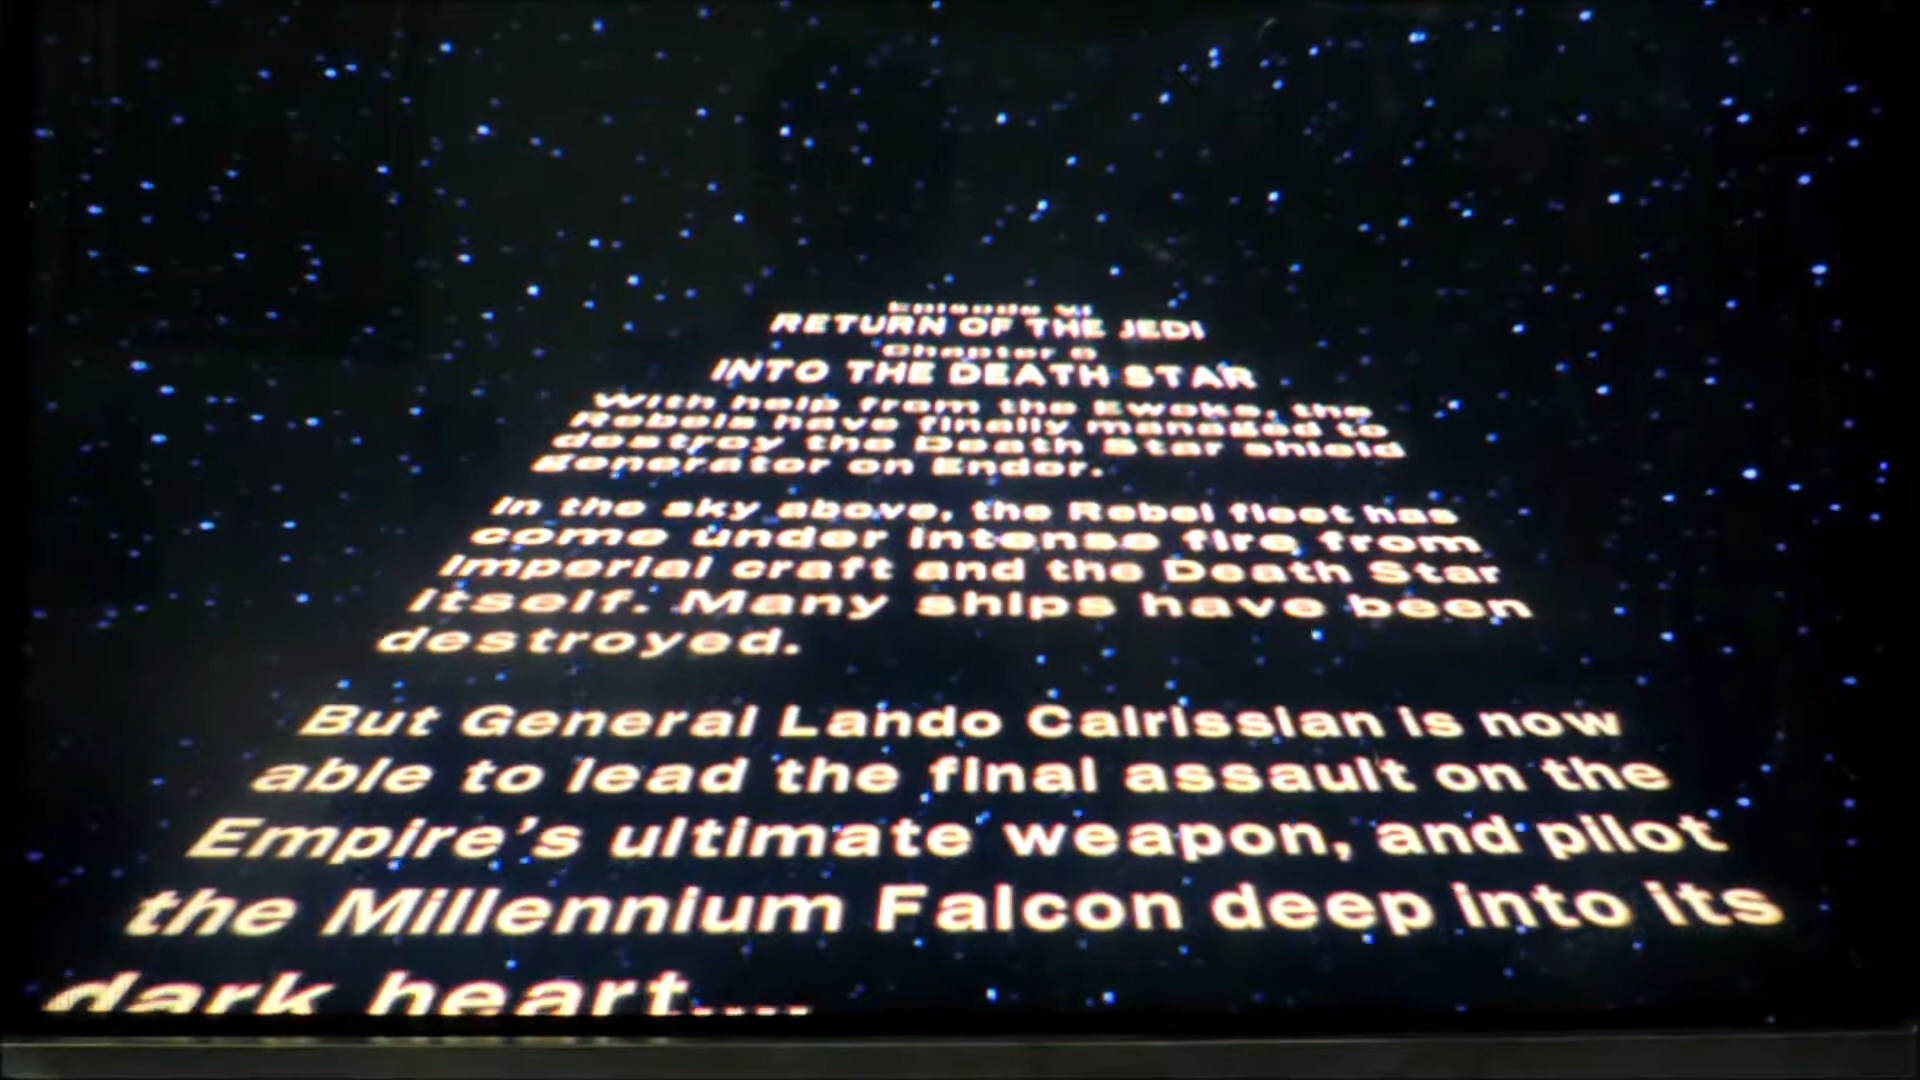 Episode VI
RETURN OF THE JEDI
Chapter 6
INTO THE DEATH STAR
With help from the Ewoks, the
Rebels have finally managed to
destroy the Death Star shield
generator on Endor.
In the sky above, the Rebel fleet has
come under intense fire from
Imperial craft and the Death Star
itself. Many ships have been
destroyed.
But General Lando Calrissian is now
able to lead the final assault on the
Empire's ultimate weapon, and pilot
the Millennium Falcon deep into its
dark heart....